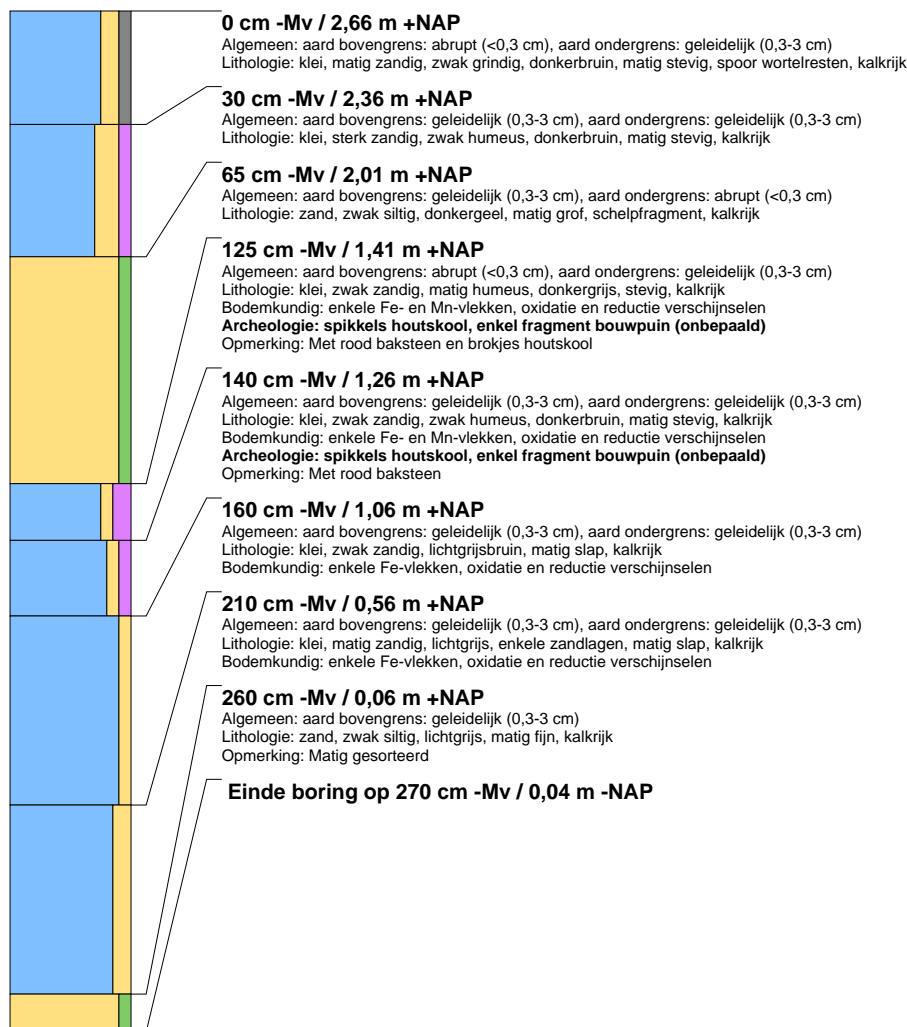 0 cm -Mv / 2,66 m +NAP
Algemeen: aard bovengrens: abrupt (<0,3 cm), aard ondergrens: geleidelijk (0,3-3 cm)
Lithologie: klei, matig zandig, zwak grindig, donkerbruin, matig stevig, spoor wortelresten, kalkrijk
30 cm -Mv / 2,36 m +NAP
Algemeen: aard bovengrens: geleidelijk (0,3-3 cm), aard ondergrens: geleidelijk (0,3-3 cm)
Lithologie: klei, sterk zandig, zwak humeus, donkerbruin, matig stevig, kalkrijk
65 cm -Mv / 2,01 m +NAP
Algemeen: aard bovengrens: geleidelijk (0,3-3 cm), aard ondergrens: abrupt (<0,3 cm)
Lithologie: zand, zwak siltig, donkergeel, matig grof, schelpfragment, kalkrijk
125 cm -Mv / 1,41 m +NAP
Algemeen: aard bovengrens: abrupt (<0,3 cm), aard ondergrens: geleidelijk (0,3-3 cm)
Lithologie: klei, zwak zandig, matig humeus, donkergrijs, stevig, kalkrijk
Bodemkundig: enkele Fe- en Mn-vlekken, oxidatie en reductie verschijnselen
Archeologie: spikkels houtskool, enkel fragment bouwpuin (onbepaald)
Opmerking: Met rood baksteen en brokjes houtskool
140 cm -Mv / 1,26 m +NAP
Algemeen: aard bovengrens: geleidelijk (0,3-3 cm), aard ondergrens: geleidelijk (0,3-3 cm)
Lithologie: klei, zwak zandig, zwak humeus, donkerbruin, matig stevig, kalkrijk
Bodemkundig: enkele Fe- en Mn-vlekken, oxidatie en reductie verschijnselen
Archeologie: spikkels houtskool, enkel fragment bouwpuin (onbepaald)
Opmerking: Met rood baksteen
160 cm -Mv / 1,06 m +NAP
Algemeen: aard bovengrens: geleidelijk (0,3-3 cm), aard ondergrens: geleidelijk (0,3-3 cm)
Lithologie: klei, zwak zandig, lichtgrijsbruin, matig slap, kalkrijk
Bodemkundig: enkele Fe-vlekken, oxidatie en reductie verschijnselen
210 cm -Mv / 0,56 m +NAP
Algemeen: aard bovengrens: geleidelijk (0,3-3 cm), aard ondergrens: geleidelijk (0,3-3 cm)
Lithologie: klei, matig zandig, lichtgrijs, enkele zandlagen, matig slap, kalkrijk
Bodemkundig: enkele Fe-vlekken, oxidatie en reductie verschijnselen
260 cm -Mv / 0,06 m +NAP
Algemeen: aard bovengrens: geleidelijk (0,3-3 cm)
Lithologie: zand, zwak siltig, lichtgrijs, matig fijn, kalkrijk
Opmerking: Matig gesorteerd
Einde boring op 270 cm -Mv / 0,04 m -NAP